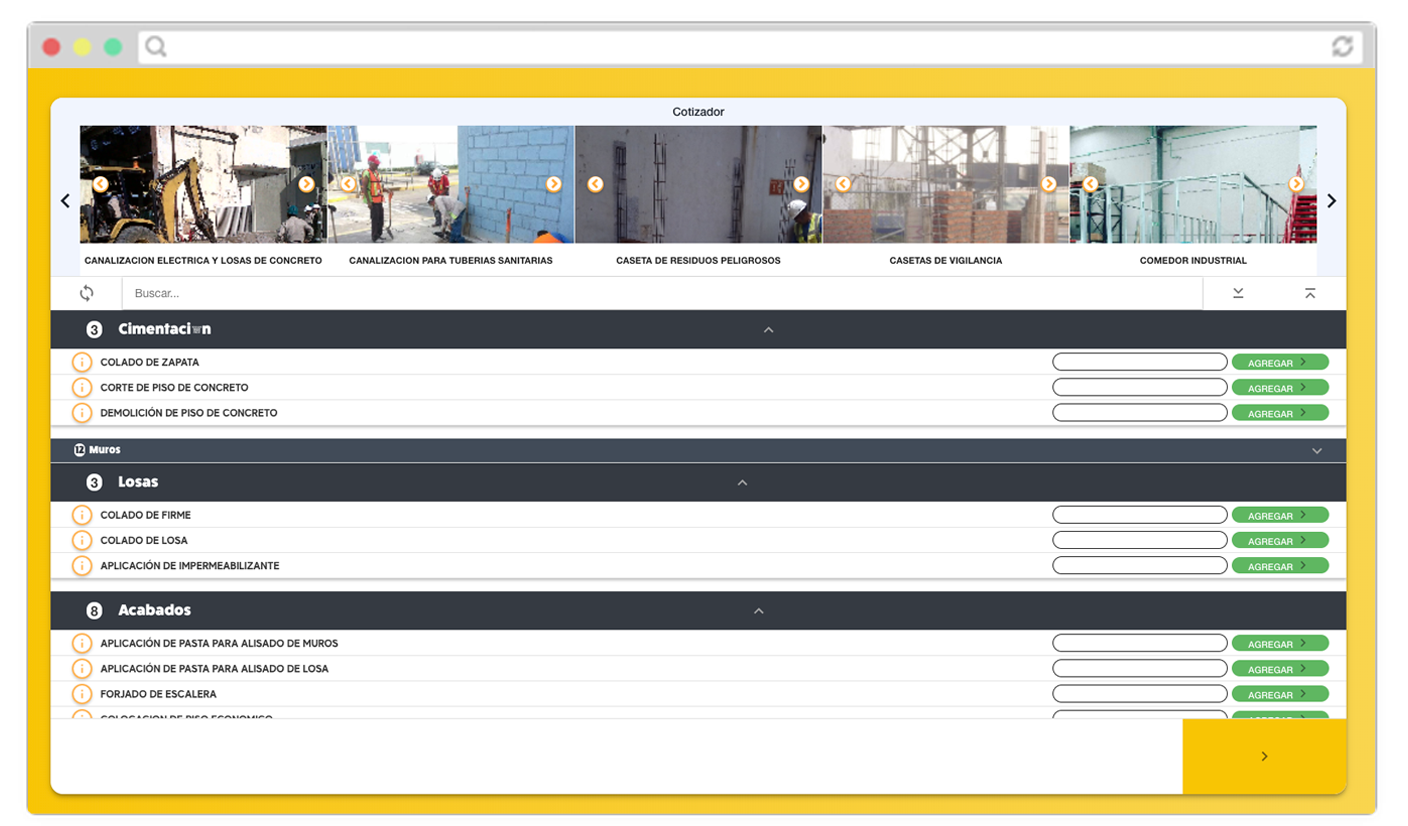 Cotizador
CANALIZACION ELECTRICA Y LOSAS DE CONCRETO
CANALIZACION PARA TUBERIAS SANITARIAS
CASETA DE RESIDUOS PELIGROSOS
CASETAS DE VIGILANCIA
COMEDOR INDUSTRIAL
Buscar...
3 Cimentaci n
COLADO DE ZAPATA AGREGAR
CORTE DE PISO DE CONCRETO AGREGAR
DEMOLICIÓN DE PISO DE CONCRETO AGREGAR
12 Muros
3 Losas
COLADO DE FIRME AGREGAR
COLADO DE LOSA AGREGAR
APLICACIÓN DE IMPERMEABILIZANTE AGREGAR
8 Acabados
APLICACIÓN DE PASTA PARA ALISADO DE MUROS AGREGAR
APLICACIÓN DE PASTA PARA ALISADO DE LOSA AGREGAR
FORJADO DE ESCALERA AGREGAR
COLOCACION DE PISO ECONOMICO AGREGAR